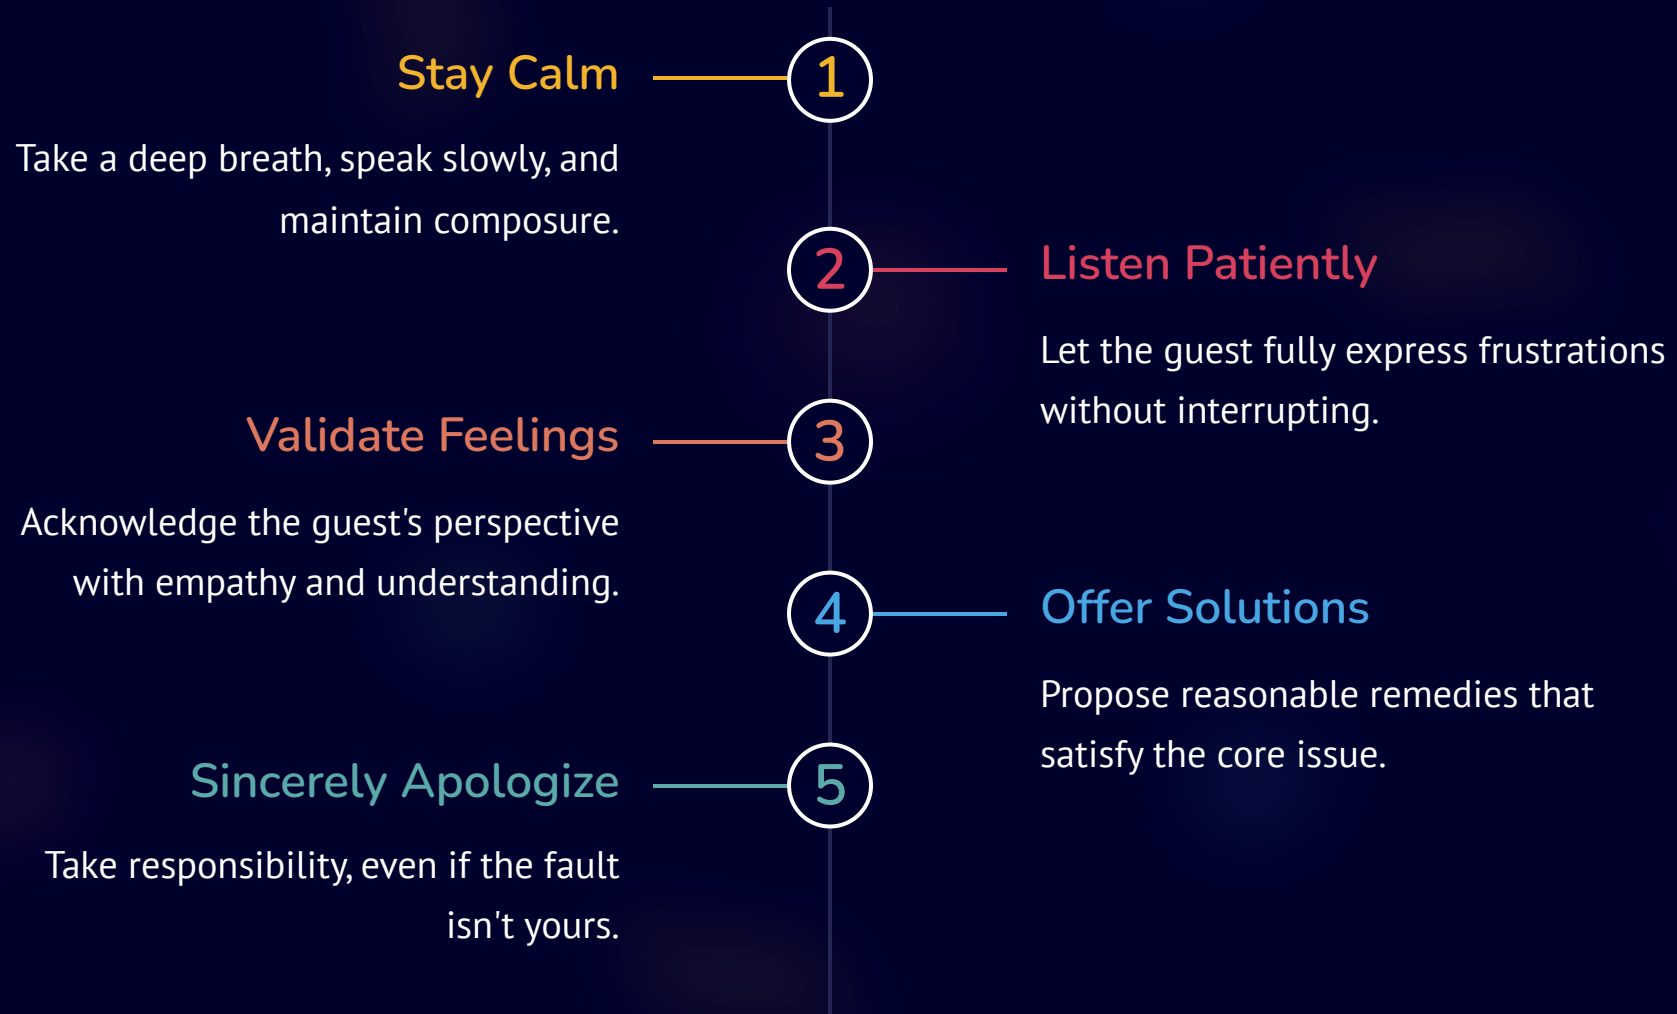 Stay Calm
1
Take a deep breath, speak slowly, and
maintain composure.
2
Listen Patiently
Let the guest fully express frustrations
without interrupting.
3
Validate Feelings
Acknowledge the guest's perspective
with empathy and understanding.
4
Offer Solutions
Propose reasonable remedies that
satisfy the core issue.
5
Sincerely Apologize
Take responsibility, even if the fault
isn't yours.